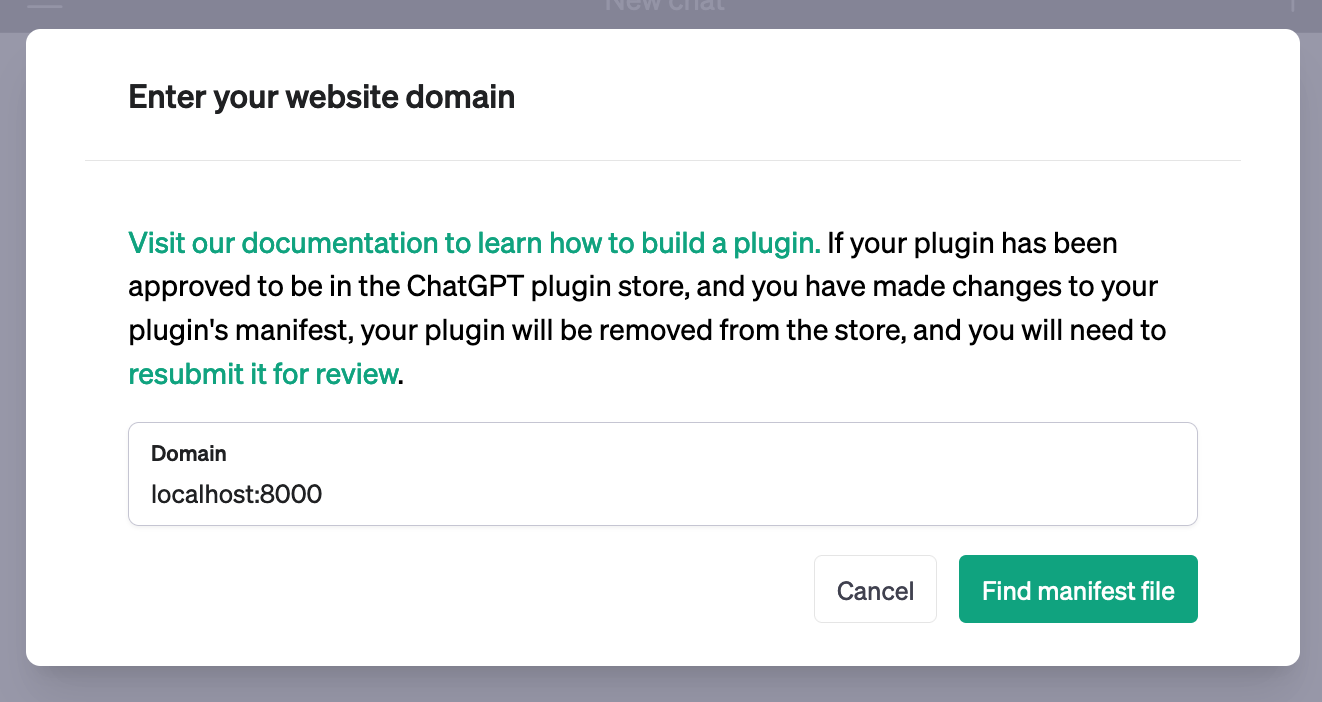 New chat
Enter your website domain
Visit our documentation to learn how to build a plugin. If your plugin has been
approved to be in the ChatGPT plugin store, and you have made changes to your
plugin's manifest, your plugin will be removed from the store, and you will need to
resubmit it for review.
Domain
localhost:8000
Cancel
Find manifest file